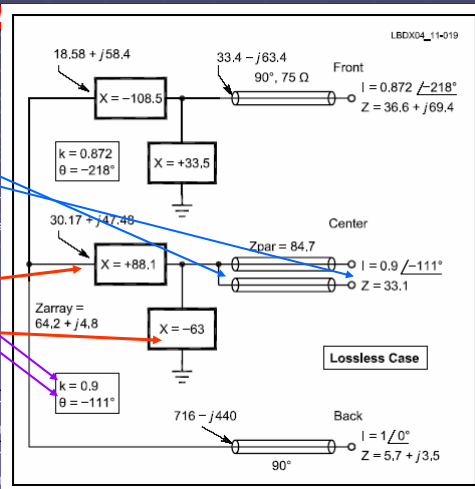 LBDX04_11-019
18,58 + j58.4
33.4 – j63.4
90°, 75 Ω
Front
X = –108.5
I = 0.872 /–218°
Z = 36.6 + j69.4
k = 0.872
θ = –218°
X = +33,5
30.17 + j47.48
Center
Zpar = 84.7
X = +88.1
I = 0.9 /–111°
Z = 33.1
Zarray =
64,2 + j4,8
X = –63
Lossless Case
k = 0.9
θ = –111°
716 – j440
Back
I = 1/ 0°
Z = 5,7 + j3,5
90°